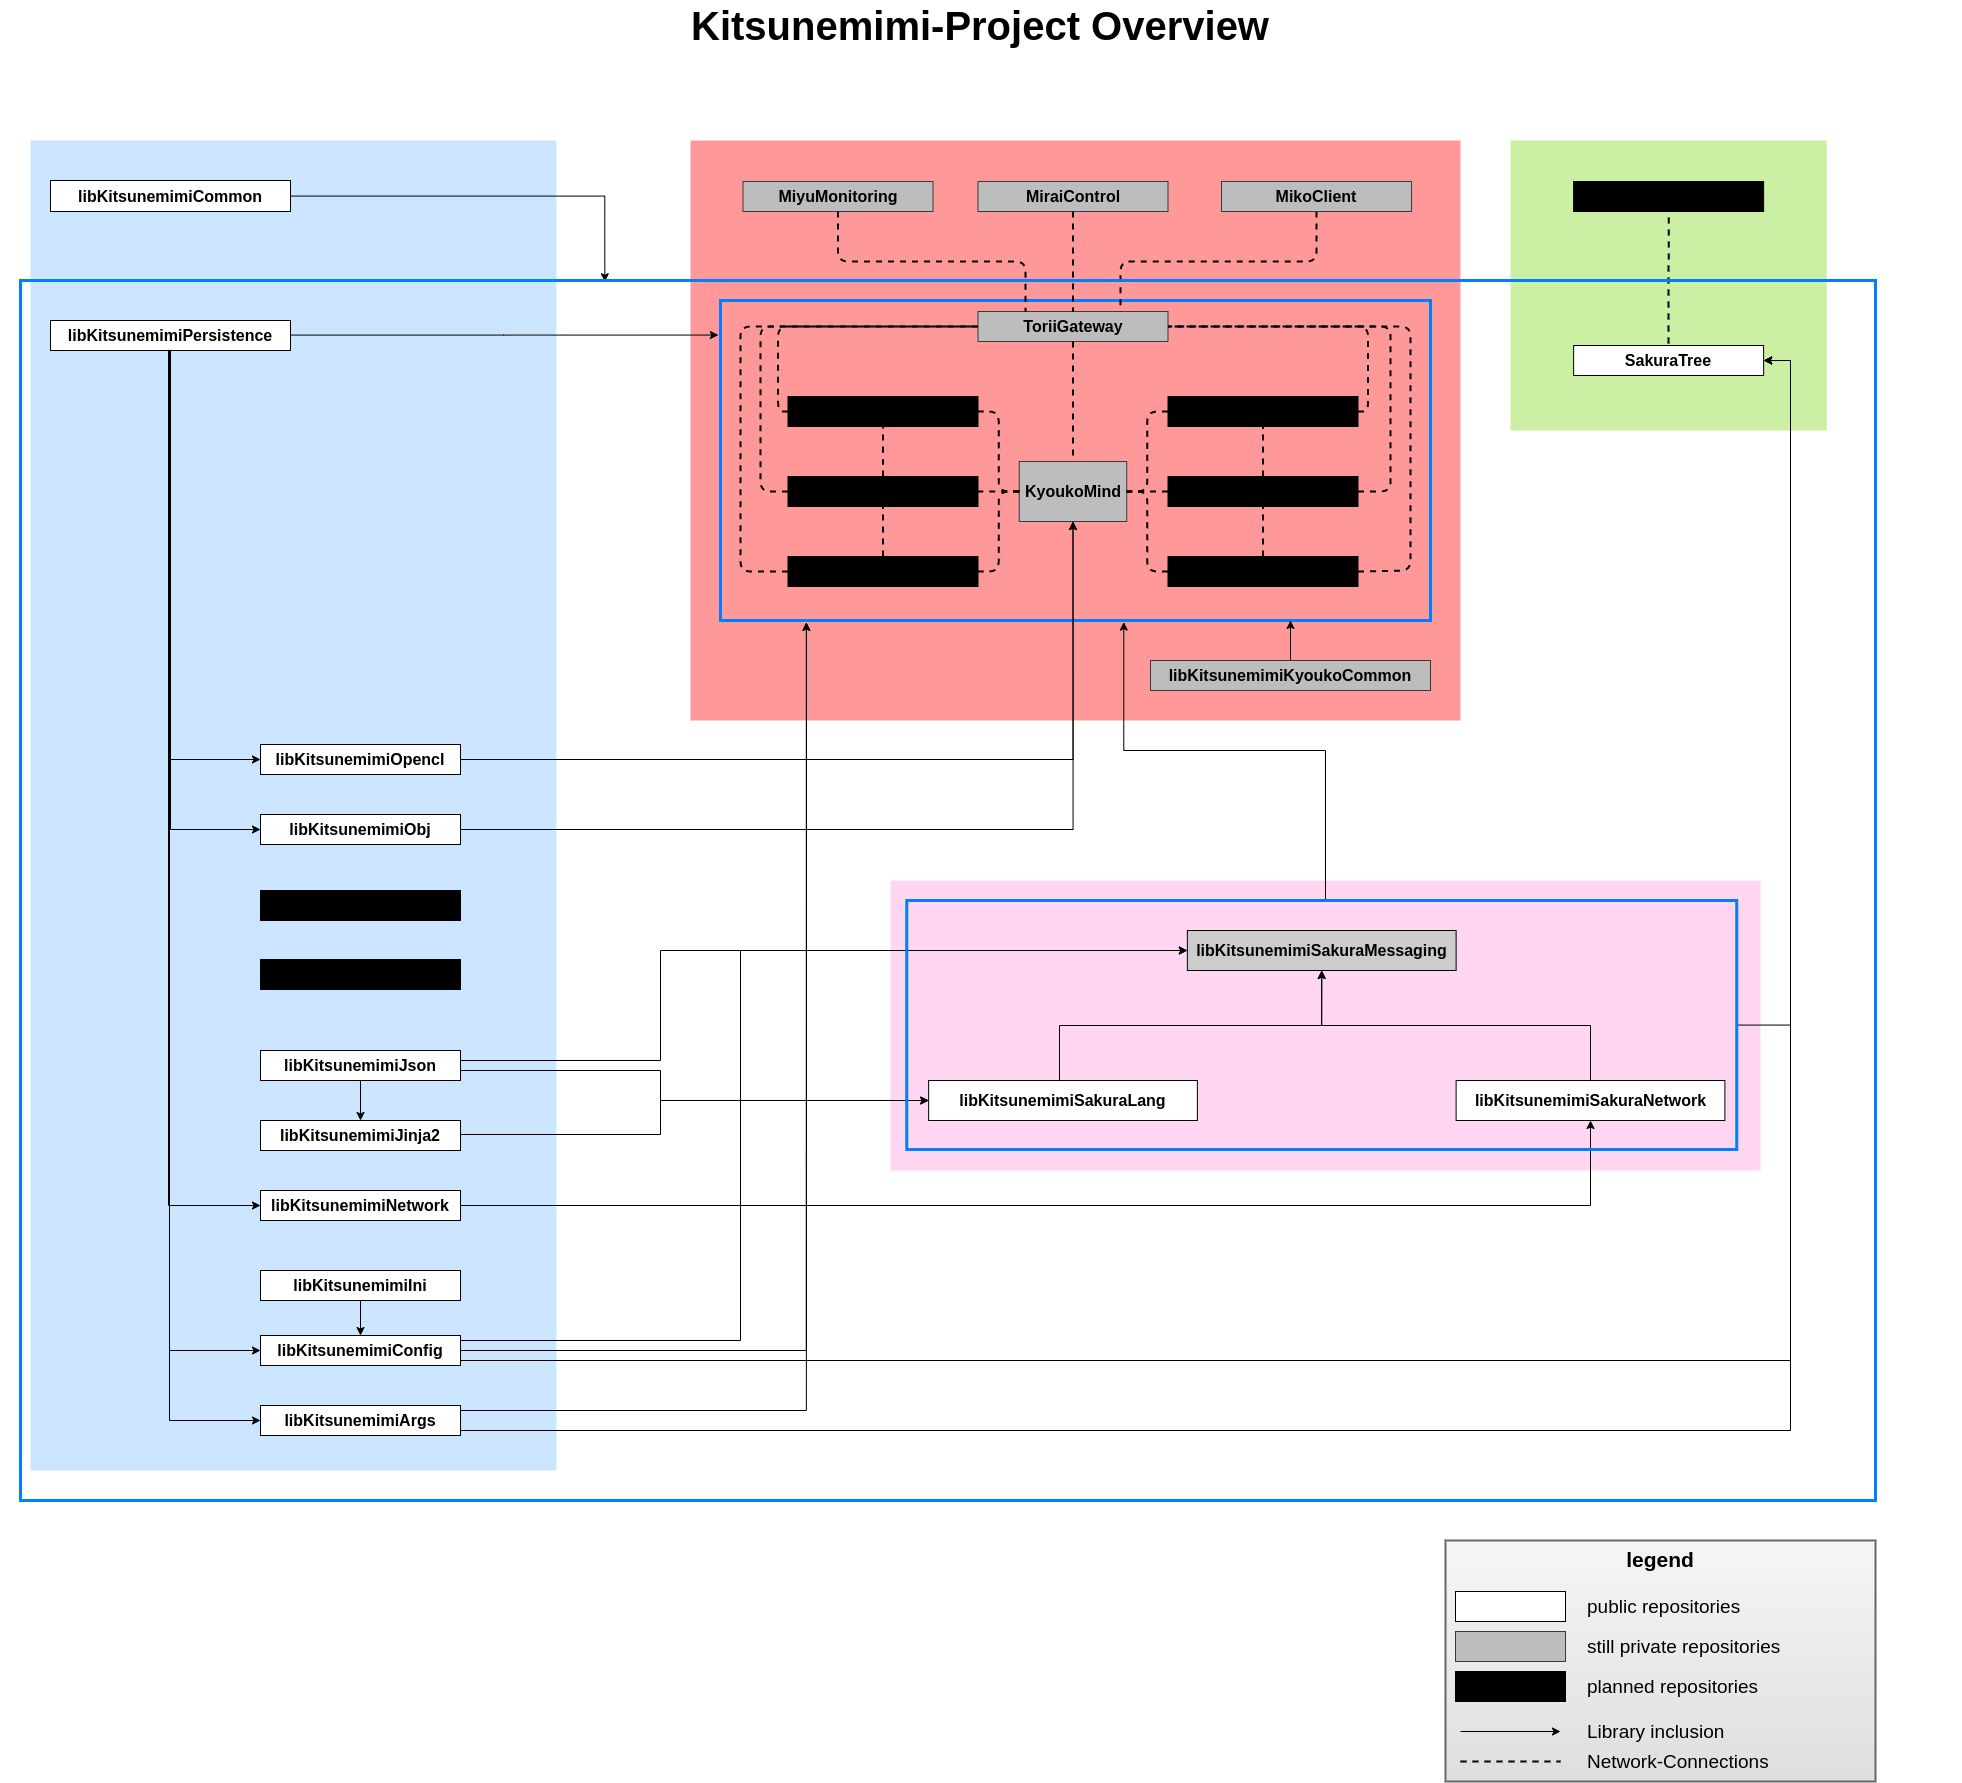 Kitsunemimi-Project Overview
libKitsunemimiCommon
MiyuMonitoring
MiraiControl
MikoClient
libKitsunemimiPersistence
ToriiGateway
SakuraTree
KyoukoMind
libKitsunemimiKyoukoCommon
libKitsunemimiOpencl
libKitsunemimiObj
libKitsunemimiSakuraMessaging
libKitsunemimiJson
libKitsunemimiSakuraLang
libKitsunemimiSakuraNetwork
libKitsunemimiJinja2
libKitsunemimiNetwork
libKitsunemimiIni
libKitsunemimiConfig
libKitsunemimiArgs
legend
public repositories
still private repositories
planned repositories
Library inclusion
Network-Connections